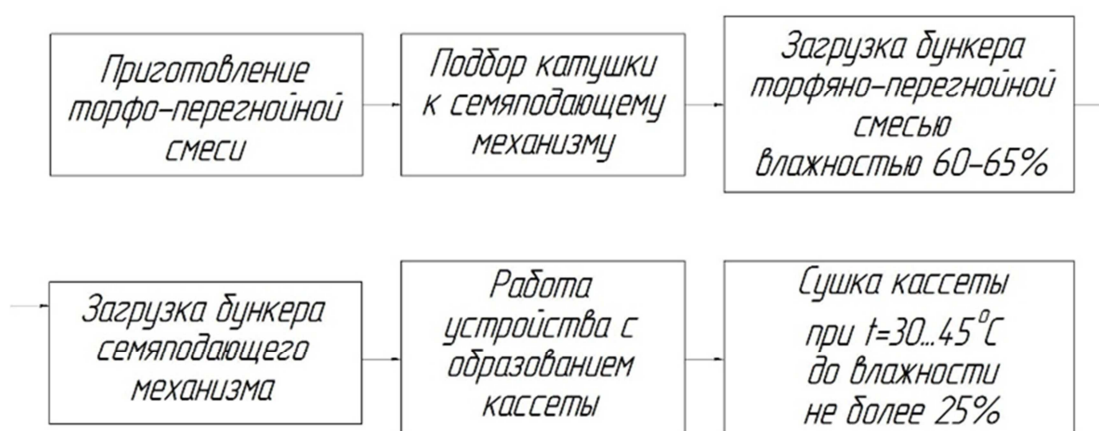 Приготовление
торфо-перегнойной
смеси
Подбор катушки
к семяподающему
механизму
Загрузка бункера
торфяно-перегнойной
смесью
влажностью 60-65%
Загрузка бункера
семяподающего
механизма
Работа
устройства с
образованием
кассеты
Сушка кассеты
при t=30...45⁰C
до влажности
не более 25%